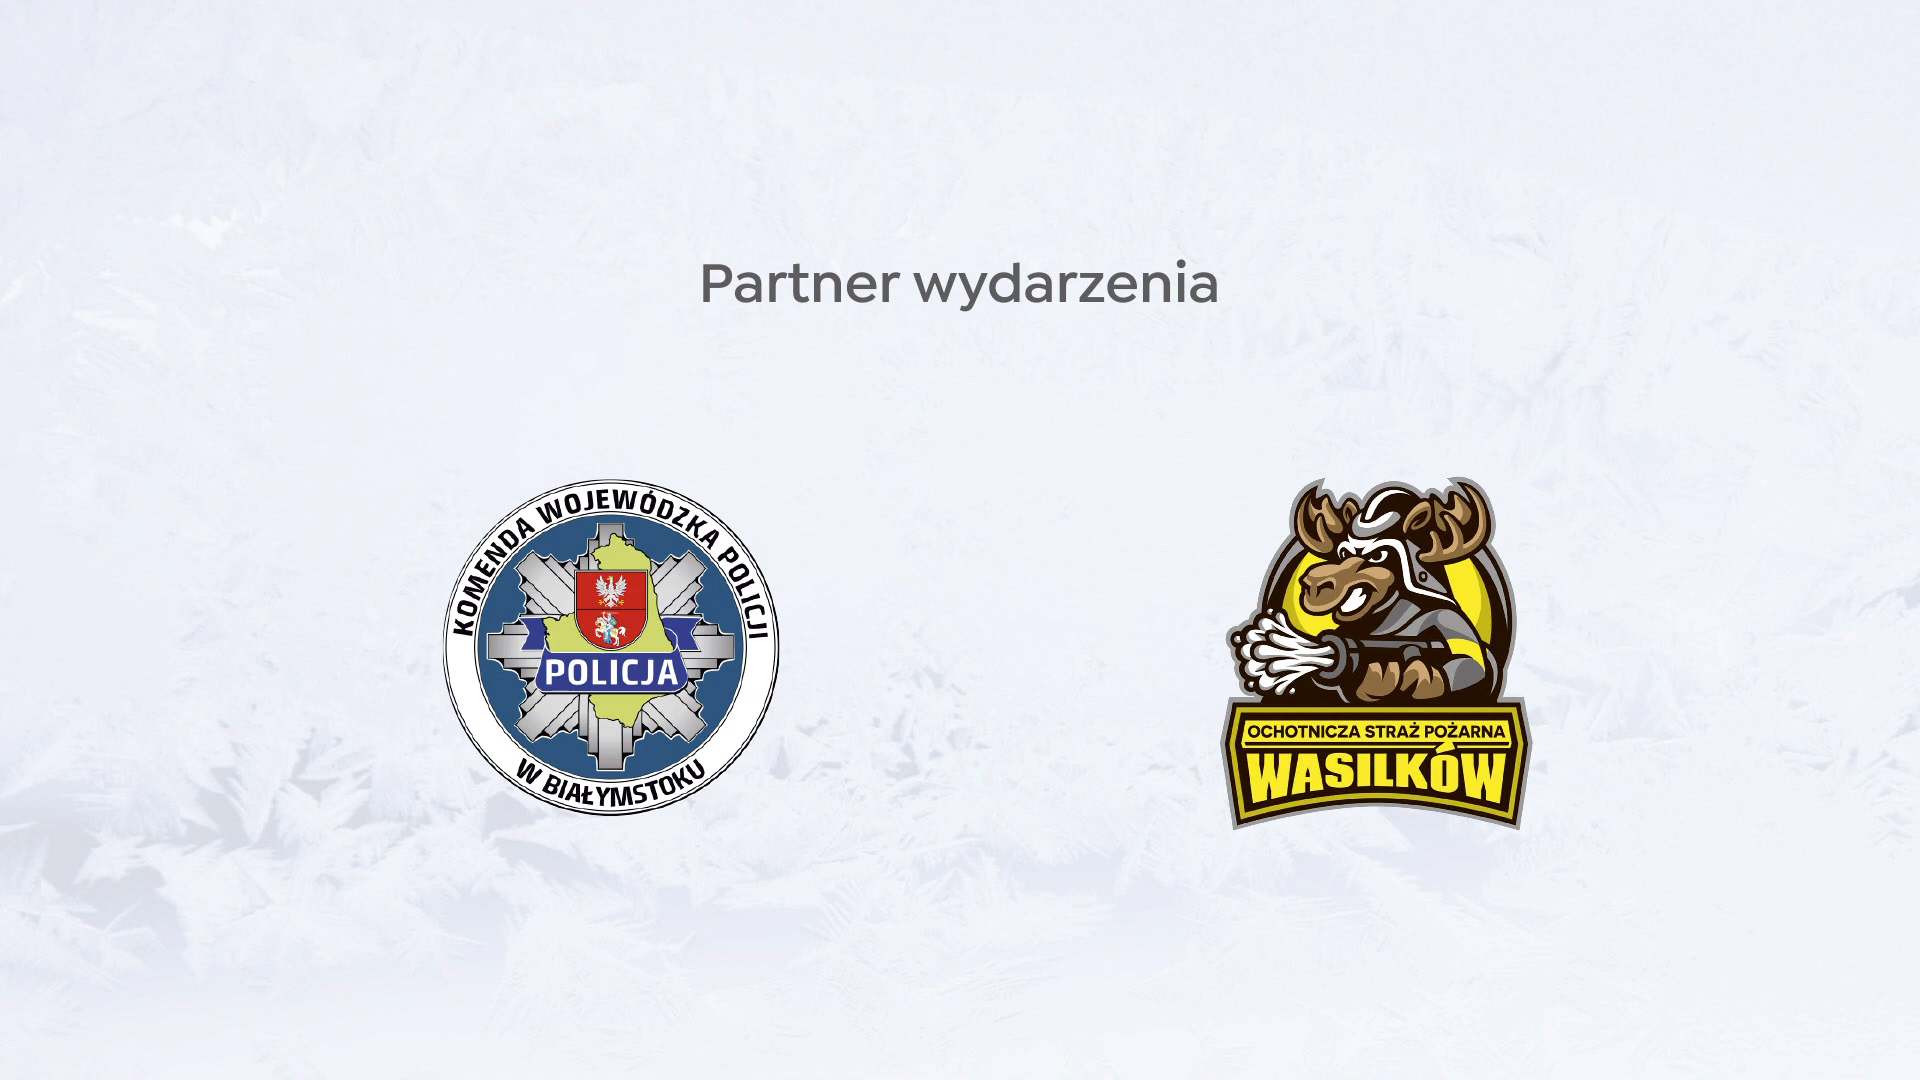 Partner wydarzenia
KOMENDA WOJEWÓDZKA POLICJI
POLICJA
W BIAŁYMSTOKU
OCHOTNICZA STRAŻ POŻARNA
WASILKÓW